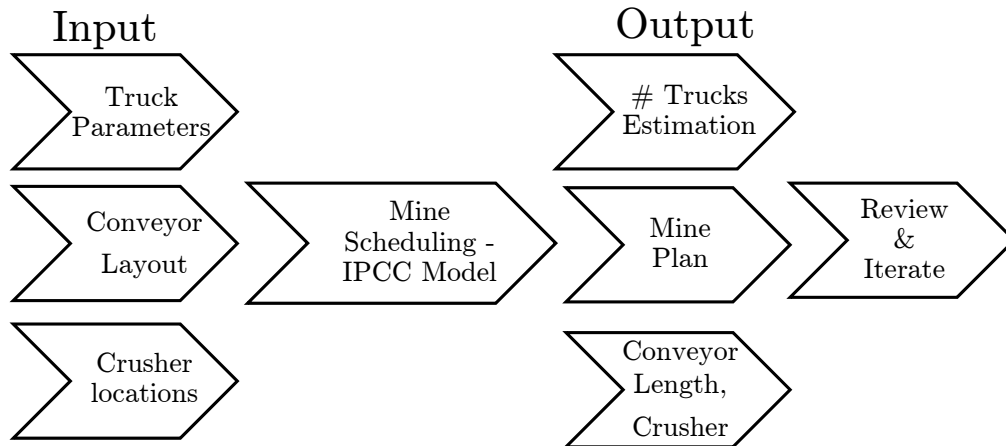 Input
Output
Truck
Parameters
# Trucks
Estimation
Conveyor
Layout
Mine
Scheduling -
IPCC Model
Mine
Plan
Review
&
Iterate
Crusher
locations
Conveyor
Length,
Crusher